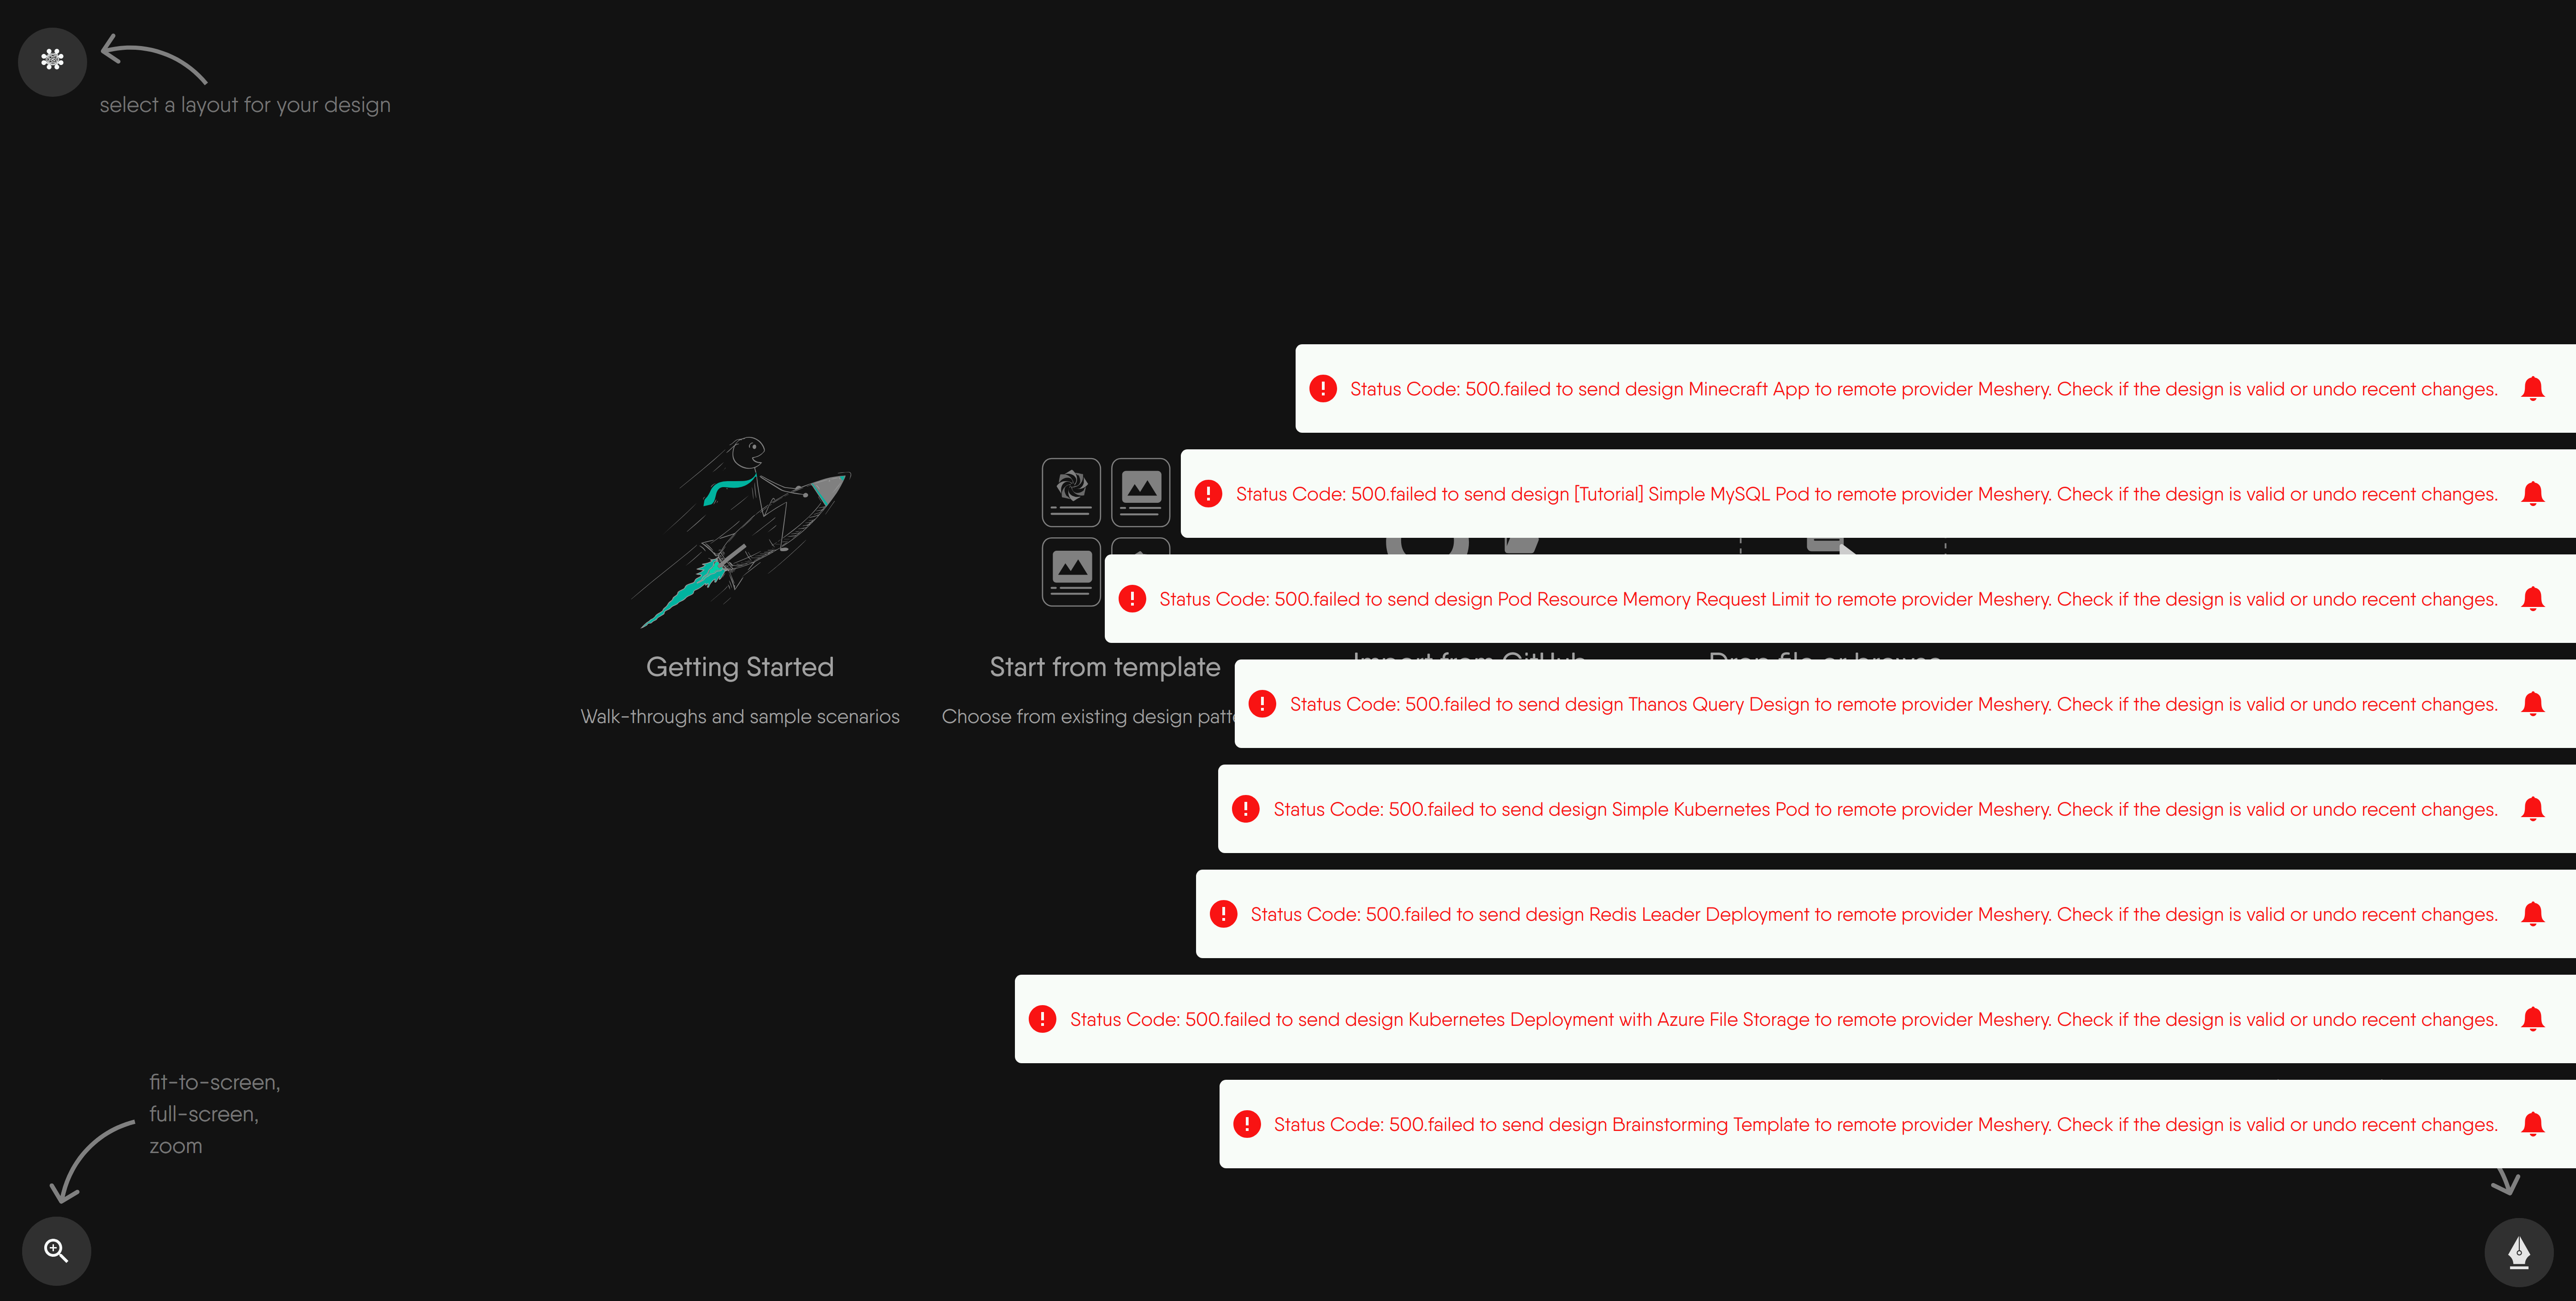 select a layout for your design
Status Code: 500.failed to send design Minecraft App to remote provider Meshery. Check if the design is valid or undo recent changes.
Status Code: 500.failed to send design [Tutorial] Simple MySQL Pod to remote provider Meshery. Check if the design is valid or undo recent changes.
Status Code: 500.failed to send design Pod Resource Memory Request Limit to remote provider Meshery. Check if the design is valid or undo recent changes.
Getting Started
Start from template
Import from GitHub
Drop file or browse
Walk-throughs and sample scenarios
Choose from existing design
Status Code: 500.failed to send design Thanos Query Design to remote provider Meshery. Check if the design is valid or undo recent changes.
Status Code: 500.failed to send design Simple Kubernetes Pod to remote provider Meshery. Check if the design is valid or undo recent changes.
Status Code: 500.failed to send design Redis Leader Deployment to remote provider Meshery. Check if the design is valid or undo recent changes.
Status Code: 500.failed to send design Kubernetes Deployment with Azure File Storage to remote provider Meshery. Check if the design is valid or undo recent changes.
Status Code: 500.failed to send design Brainstorming Template to remote provider Meshery. Check if the design is valid or undo recent changes.
fit-to-screen,
full-screen,
zoom